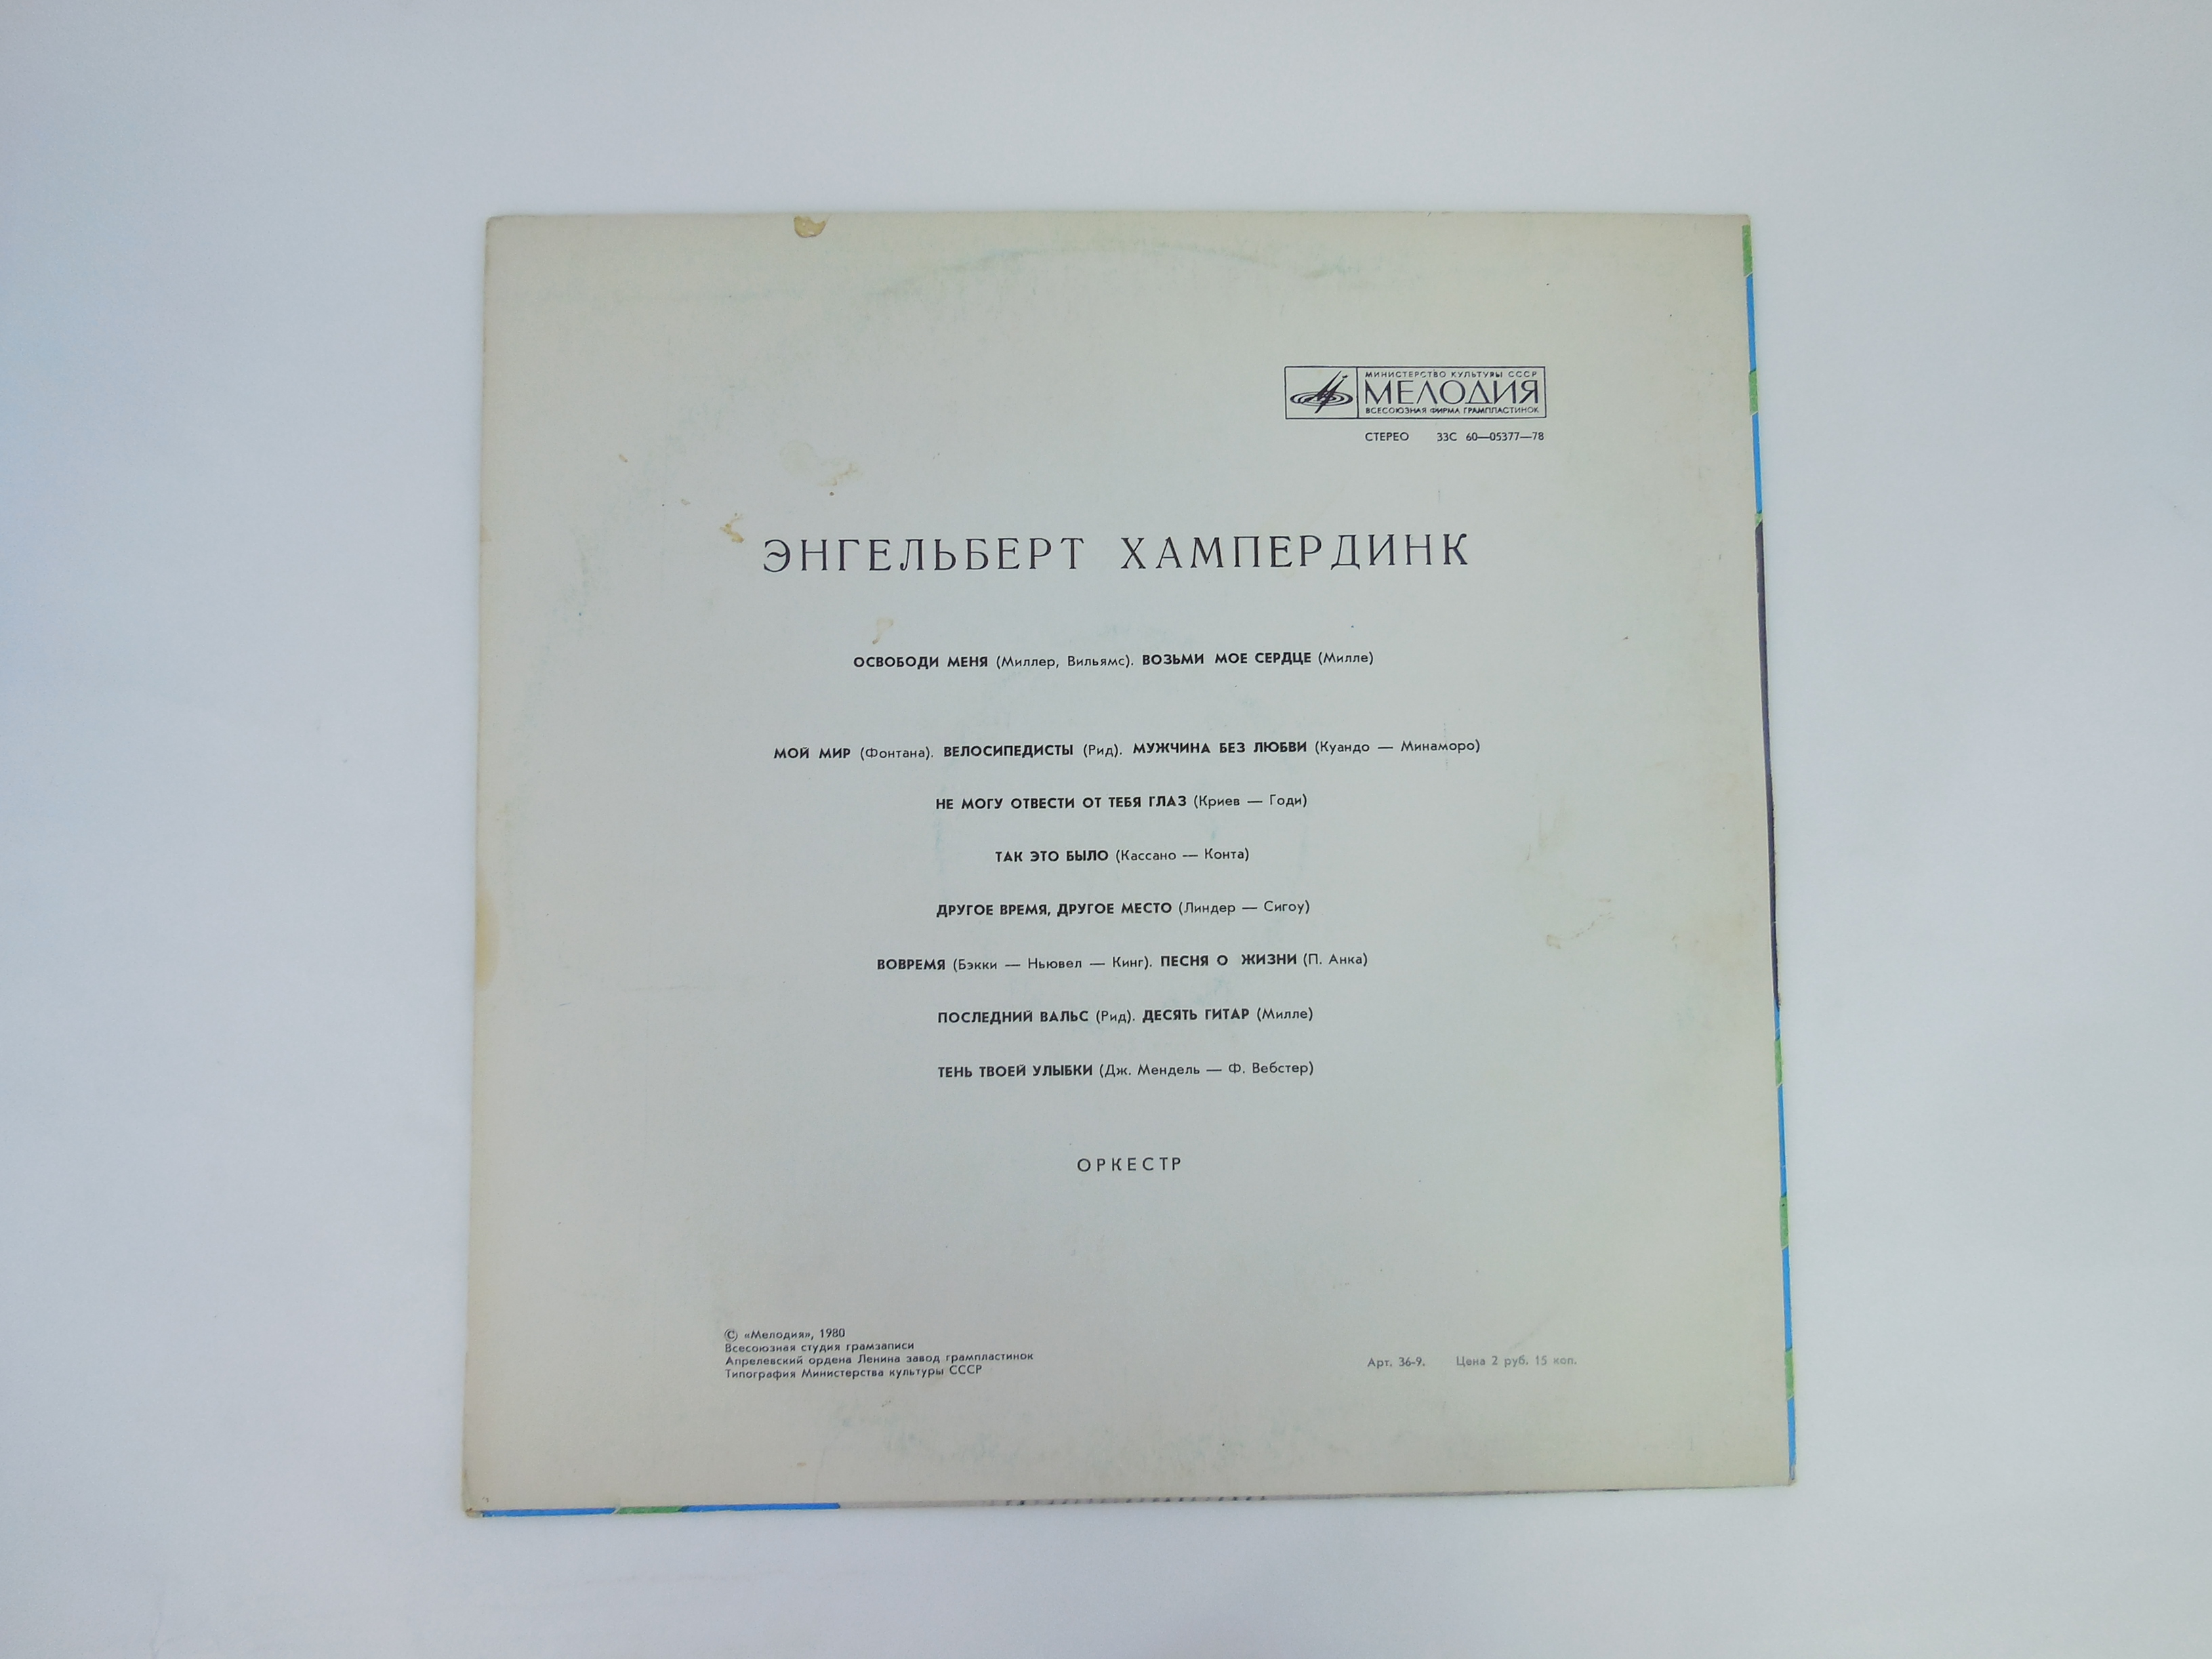 МИНИСТЕРСТВО КУЛЬТУРЫ СССР
МЕЛОДИЯ
ВСЕСОЮЗНАЯ ФИРМА ГРАМПЛАСТИНОК
СТЕРЕО 33С 60—05377—78
ЭНГЕЛЬБЕРТ ХАМПЕРДИНК
ОСВОБОДИ МЕНЯ (Миллер, Вильямс). ВОЗЬМИ МОЕ СЕРДЦЕ (Милле)
МОЙ МИР (Фонтана). ВЕЛОСИПЕДИСТЫ (Рид). МУЖЧИНА БЕЗ ЛЮБВИ (Куандо — Минаморо)
НЕ МОГУ ОТВЕСТИ ОТ ТЕБЯ ГЛАЗ (Криев — Годи)
ТАК ЭТО БЫЛО (Кассано — Конта)
ДРУГОЕ ВРЕМЯ, ДРУГОЕ МЕСТО (Линдер — Сигоу)
ВОВРЕМЯ (Бэкки — Ньювел — Кинг). ПЕСНЯ О ЖИЗНИ (П. Анка)
ПОСЛЕДНИЙ ВАЛЬС (Рид). ДЕСЯТЬ ГИТАР (Милле)
ТЕНЬ ТВОЕЙ УЛЫБКИ (Дж. Мендель — Ф. Вебстер)
ОРКЕСТР
© «Мелодия», 1980
Всесоюзная студия грамзаписи
Апрелевский ордена Ленина завод грампластинок
Типография Министерства культуры СССР
Арт. 36-9. Цена 2 руб. 15 коп.